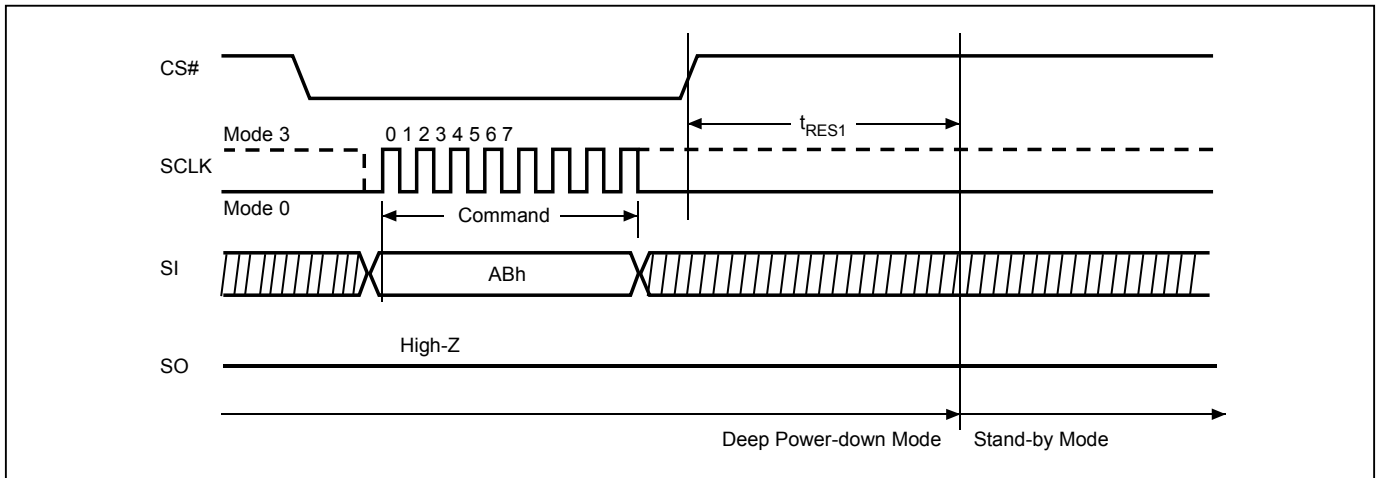 CS#
tRES1
Mode 3
0 1 2 3 4 5 6 7
SCLK
Mode 0
Command
SI
ABh
High-Z
SO
Deep Power-down Mode
Stand-by Mode